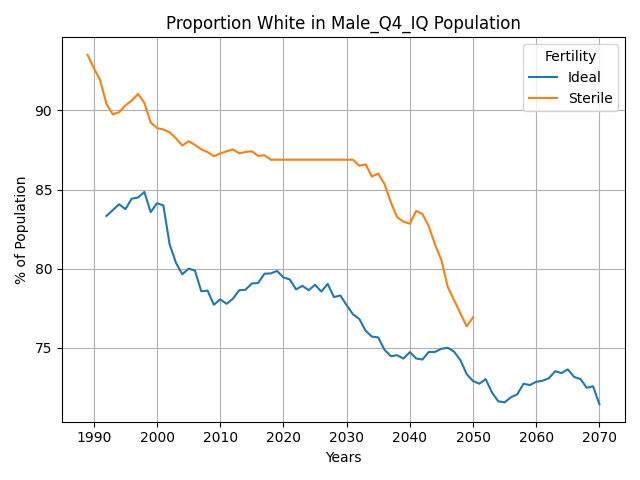 Proportion White in Male_Q4_IQ Population
Fertility
Ideal
Sterile
90
85
80
75
% of Population
1990 2000 2010 2020 2030 2040 2050 2060 2070
Years